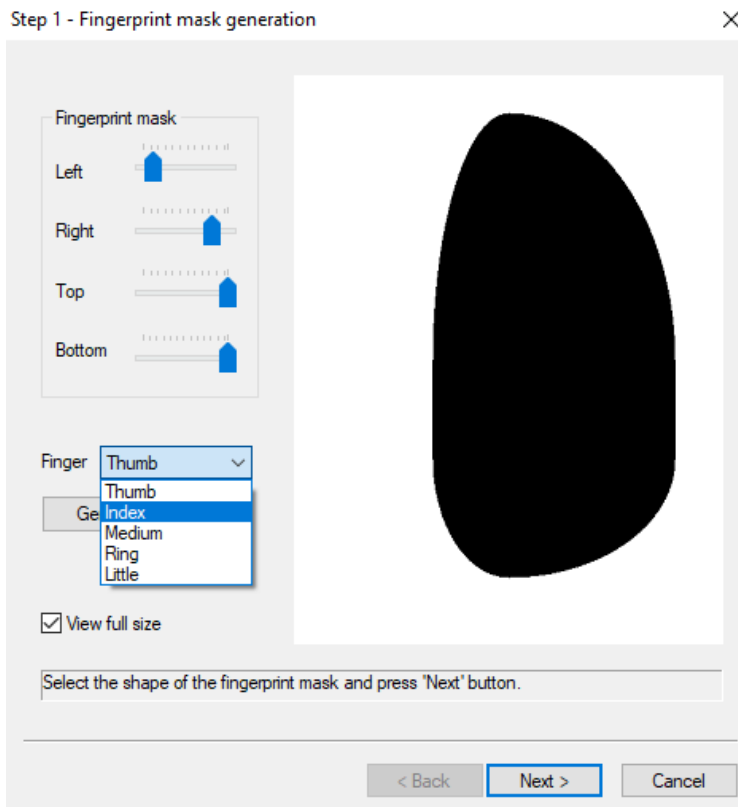 Step 1 - Fingerprint mask generation
Fingerprint mask
Left
Right
Top
Bottom
Finger Thumb
Thumb
Index
Medium
Ring
Little
Ge
View full size
Select the shape of the fingerprint mask and press 'Next' button.
< Back Next > Cancel